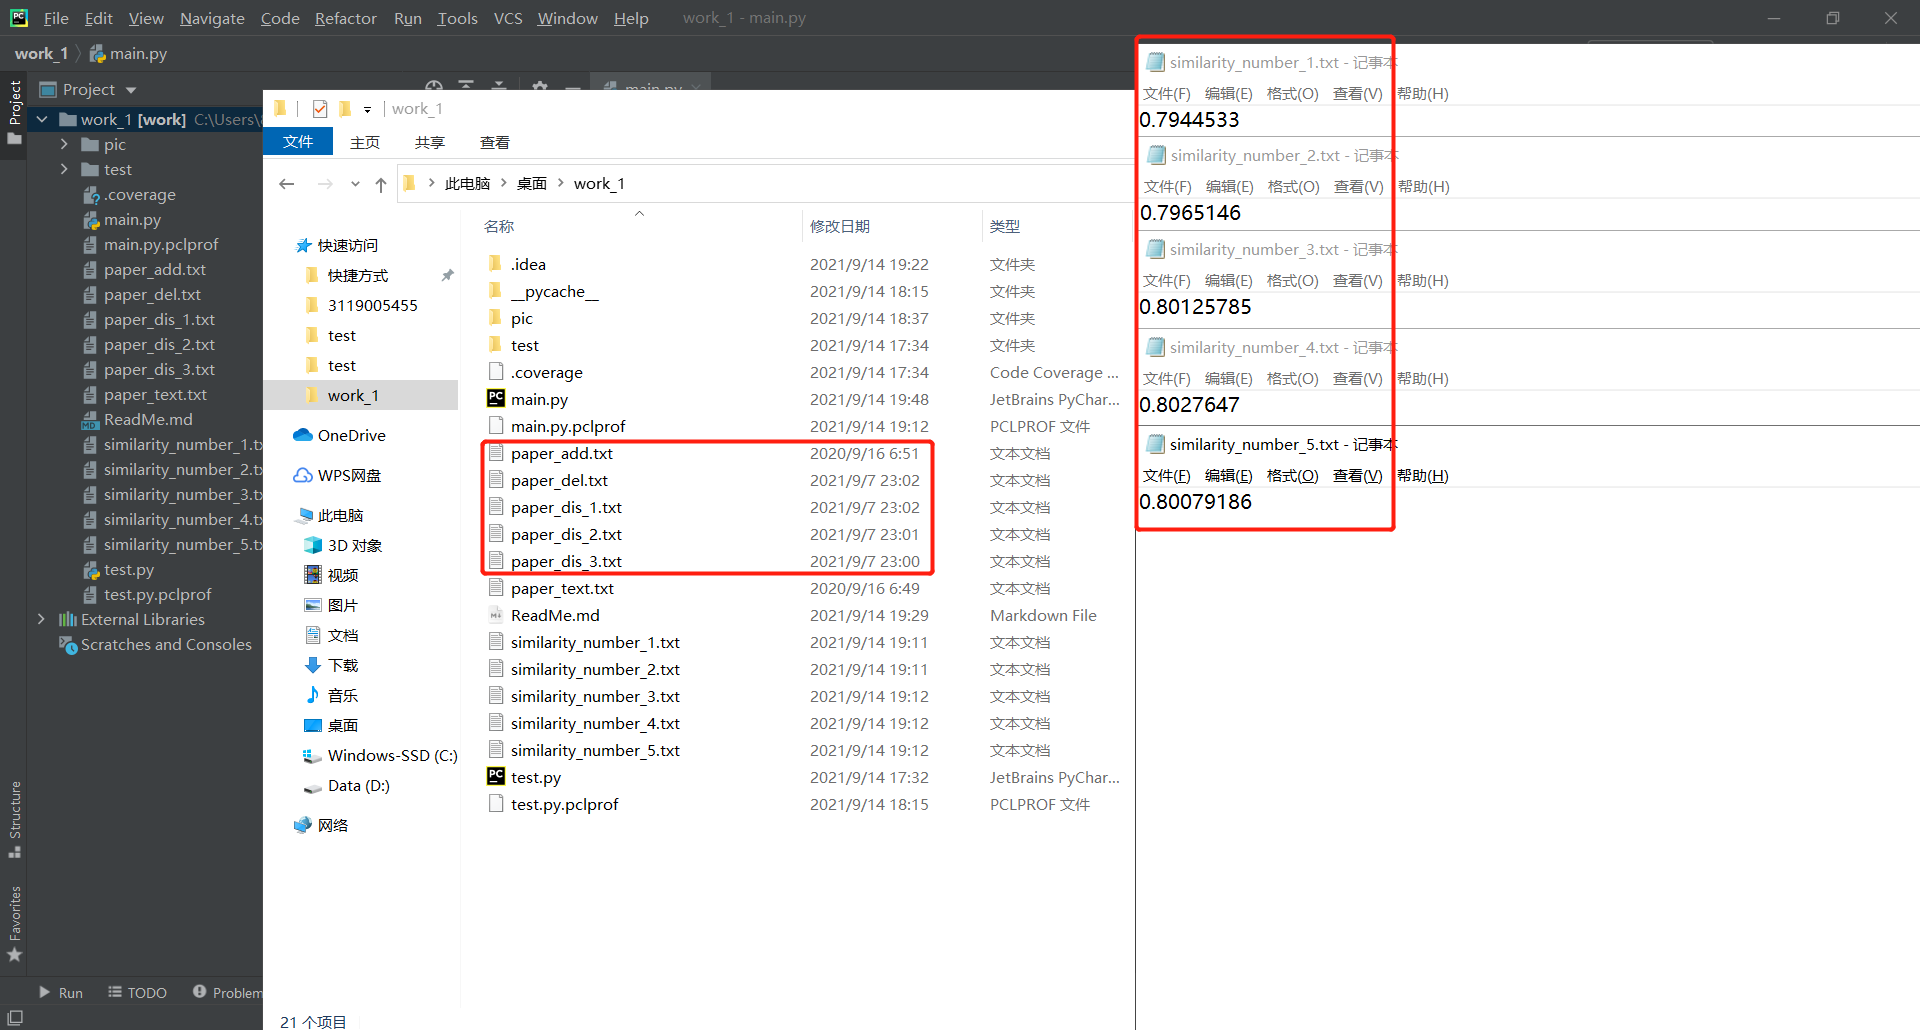 File Edit View Navigate Code Refactor Run Tools VCS Window Help work_1 - main.py
work_1 main.py
Project
work_1 [work] C:\Users\
pic
test
.coverage
main.py
main.py.pclprof
paper_add.txt
paper_del.txt
paper_dis_1.txt
paper_dis_2.txt
paper_dis_3.txt
paper_text.txt
ReadMe.md
similarity_number_1.tx
similarity_number_2.tx
similarity_number_3.tx
similarity_number_4.tx
similarity_number_5.tx
test.py
test.py.pclprof
External Libraries
Scratches and Consoles
Project
Structure
Favorites
Run TODO Problem
main.py
work_1
文件 主页 共享 查看
此电脑 桌面 work_1
快速访问
快捷方式
3119005455
test
test
work_1
OneDrive
WPS网盘
此电脑
3D 对象
视频
图片
文档
下载
音乐
桌面
Windows-SSD (C:)
Data (D:)
网络
名称 修改日期 类型
.idea 2021/9/14 19:22 文件夹
__pycache__ 2021/9/14 18:15 文件夹
pic 2021/9/14 18:37 文件夹
test 2021/9/14 17:34 文件夹
.coverage 2021/9/14 17:34 Code Coverage ...
main.py 2021/9/14 19:48 JetBrains PyChar...
main.py.pclprof 2021/9/14 19:12 PCLPROF 文件
paper_add.txt 2020/9/16 6:51 文本文档
paper_del.txt 2021/9/7 23:02 文本文档
paper_dis_1.txt 2021/9/7 23:02 文本文档
paper_dis_2.txt 2021/9/7 23:01 文本文档
paper_dis_3.txt 2021/9/7 23:00 文本文档
paper_text.txt 2020/9/16 6:49 文本文档
ReadMe.md 2021/9/14 19:29 Markdown File
similarity_number_1.txt 2021/9/14 19:11 文本文档
similarity_number_2.txt 2021/9/14 19:11 文本文档
similarity_number_3.txt 2021/9/14 19:12 文本文档
similarity_number_4.txt 2021/9/14 19:12 文本文档
similarity_number_5.txt 2021/9/14 19:12 文本文档
test.py 2021/9/14 17:32 JetBrains PyChar...
test.py.pclprof 2021/9/14 18:15 PCLPROF 文件
21 个项目
similarity_number_1.txt - 记事本
文件(F) 编辑(E) 格式(O) 查看(V) 帮助(H)
0.7944533
similarity_number_2.txt - 记事本
文件(F) 编辑(E) 格式(O) 查看(V) 帮助(H)
0.7965146
similarity_number_3.txt - 记事本
文件(F) 编辑(E) 格式(O) 查看(V) 帮助(H)
0.80125785
similarity_number_4.txt - 记事本
文件(F) 编辑(E) 格式(O) 查看(V) 帮助(H)
0.8027647
similarity_number_5.txt - 记事本
文件(F) 编辑(E) 格式(O) 查看(V) 帮助(H)
0.80079186